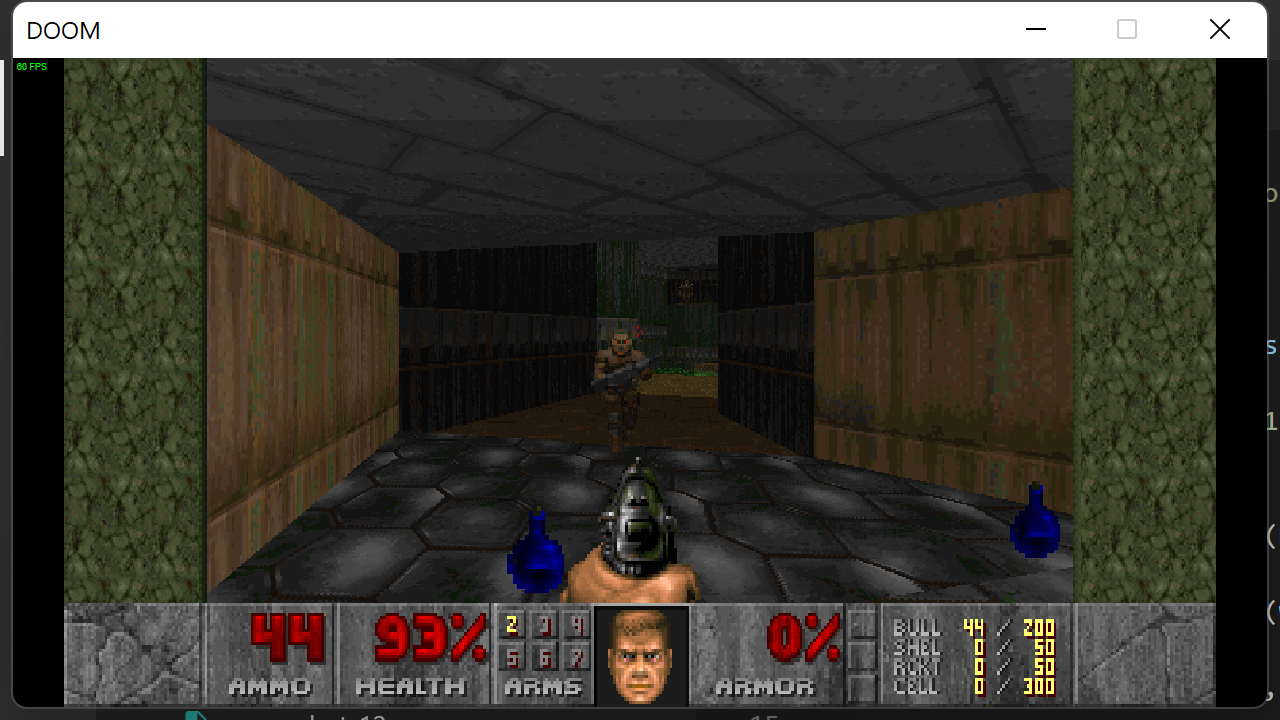 DOOM
60 FPS
44 93% 2 3 4 0% BULL 44 / 200
5 6 7 SHEL 0 / 50
RCKT 0 / 50
AMMO HEALTH ARMS ARMOR CELL 0 / 300